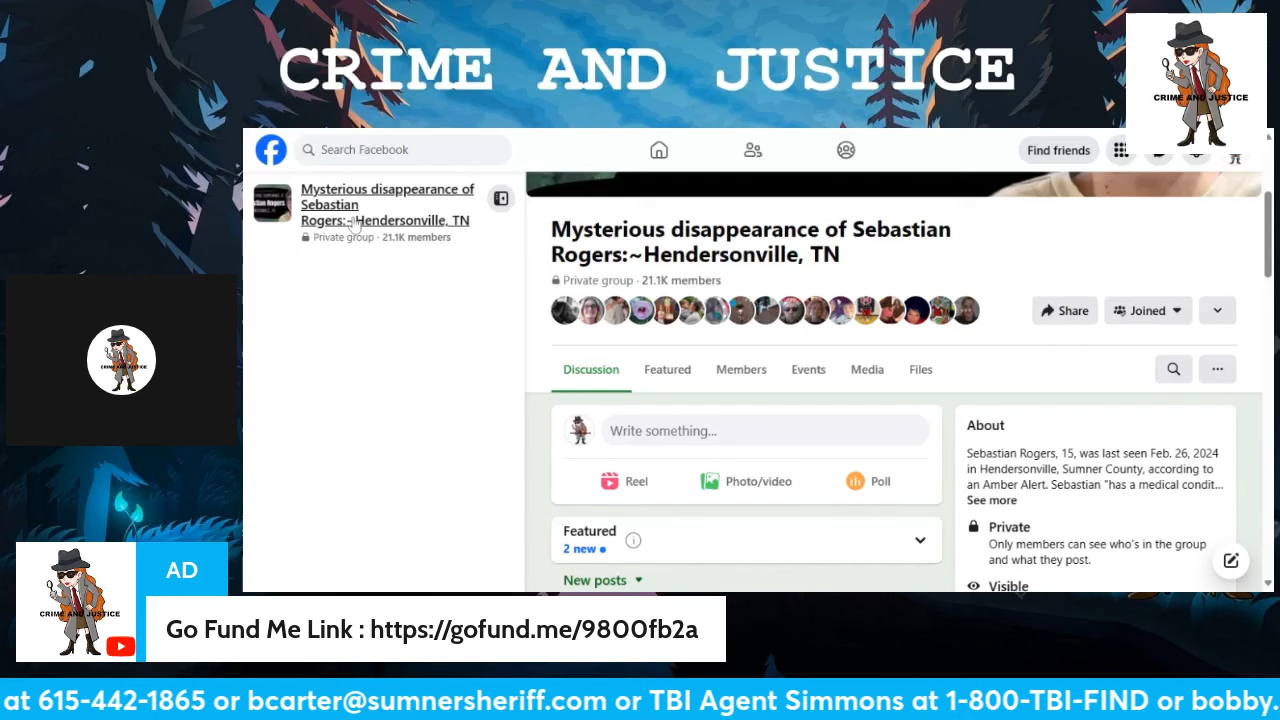 CRIME AND JUSTICE
CRIME AND JUSTICE
Search Facebook
Find friends
Mysterious disappearance of
Sebastian
Rogers:~Hendersonville, TN
Private group · 21.1K members
Mysterious disappearance of Sebastian
Rogers:~Hendersonville, TN
Private group · 21.1K members
Share
Joined
Discussion
Featured
Members
Events
Media
Files
Write something...
Reel
Photo/video
Poll
Featured
2 new
New posts
About
Sebastian Rogers, 15, was last seen Feb. 26, 2024
in Hendersonville, Sumner County, according to
an Amber Alert. Sebastian "has a medical condit...
See more
Private
Only members can see who's in the group
and what they post.
Visible
CRIME AND JUSTICE
CRIME AND JUSTICE
AD
Go Fund Me Link : https://gofund.me/9800fb2a
at 615-442-1865 or bcarter@sumnersheriff.com or TBI Agent Simmons at 1-800-TBI-FIND or bobby.